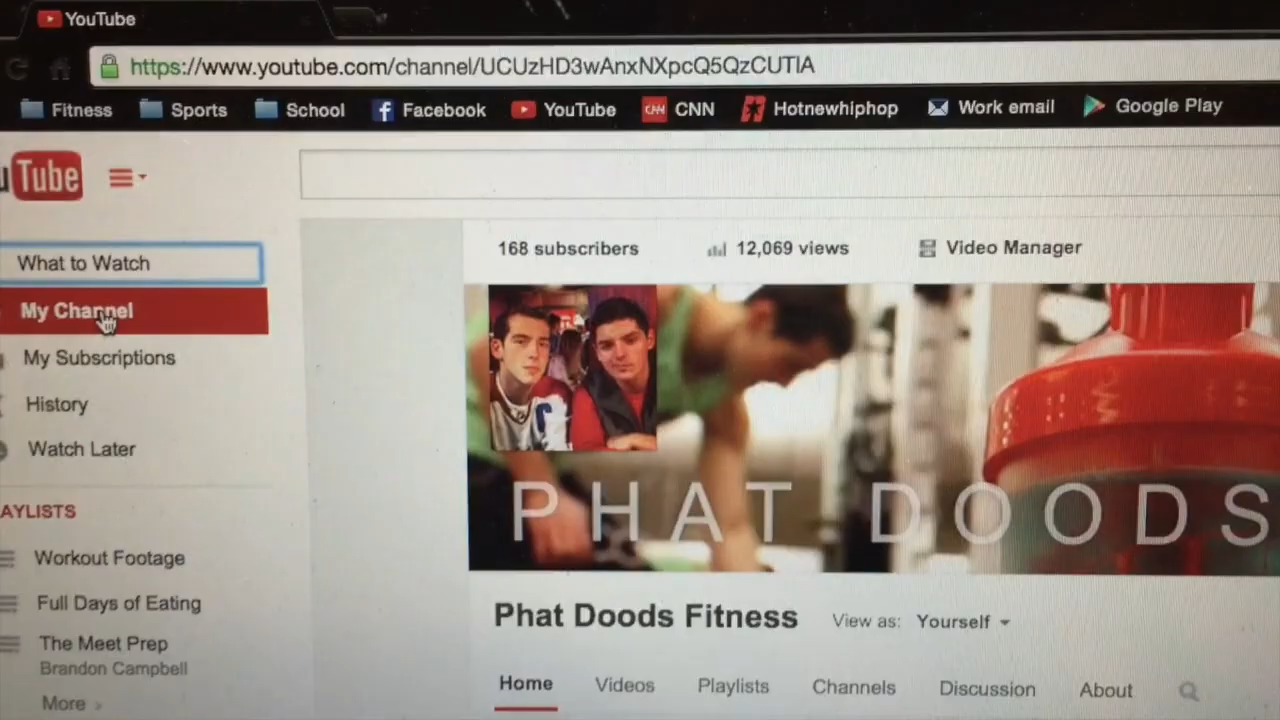 YouTube
https://www.youtube.com/channel/UCUzHD3wAnxNXpcQ5QzCUTlA
Fitness Sports School Facebook YouTube CNN Hotnewhiphop Work email Google Play
uTube
What to Watch
My Channel
My Subscriptions
History
Watch Later
AYLISTS
Workout Footage
Full Days of Eating
The Meet Prep
Brandon Campbell
More
168 subscribers 12,069 views Video Manager
PHAT DOODS
Phat Doods Fitness View as: Yourself
Home Videos Playlists Channels Discussion About